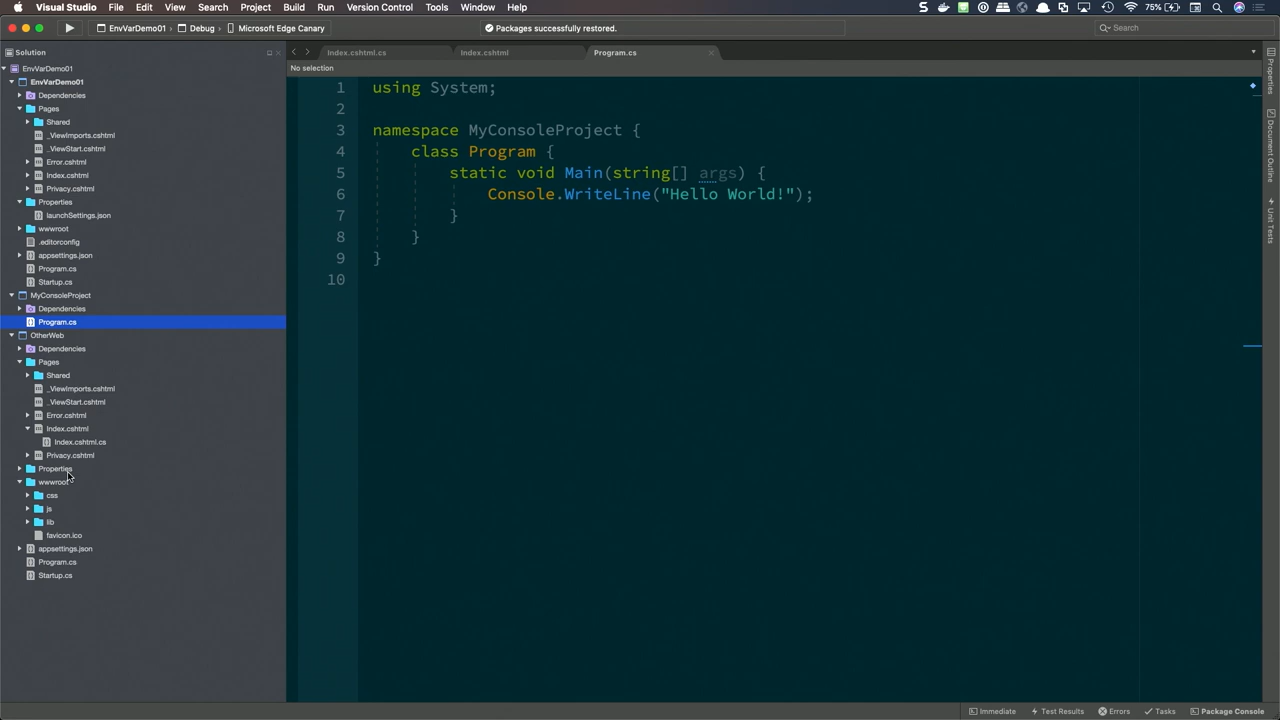 Visual Studio File Edit View Search Project Build Run Version Control Tools Window Help 75%
EnvVarDemo01 › Debug › Microsoft Edge Canary
Packages successfully restored.
Search
Solution
Index.cshtml.cs
Index.cshtml
Program.cs
No selection
EnvVarDemo01
EnvVarDemo01
Dependencies
Pages
Shared
_ViewImports.cshtml
_ViewStart.cshtml
Error.cshtml
Index.cshtml
Privacy.cshtml
Properties
launchSettings.json
wwwroot
.editorconfig
appsettings.json
Program.cs
Startup.cs
MyConsoleProject
Dependencies
Program.cs
OtherWeb
Dependencies
Pages
Shared
_ViewImports.cshtml
_ViewStart.cshtml
Error.cshtml
Index.cshtml
Index.cshtml.cs
Privacy.cshtml
Properties
wwwroot
css
js
lib
favicon.ico
appsettings.json
Program.cs
Startup.cs
1 using System;
2
3 namespace MyConsoleProject {
4 class Program {
5 static void Main(string[] args) {
6 Console.WriteLine("Hello World!");
7 }
8 }
9 }
10
Properties
Document Outline
Unit Tests
Immediate
Test Results
Errors
Tasks
Package Console